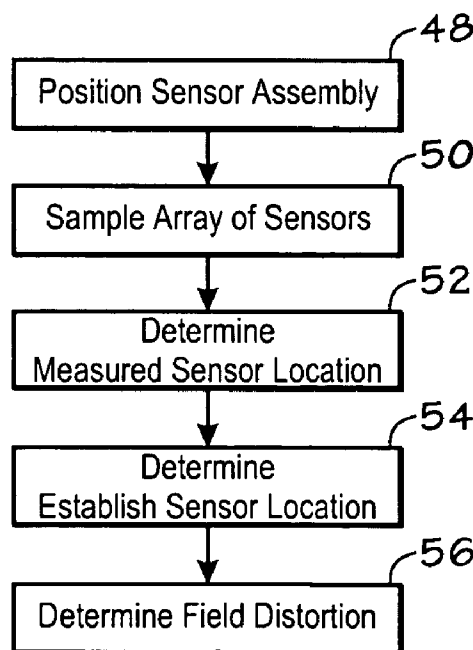 48
Position Sensor Assembly
50
Sample Array of Sensors
52
Determine
Measured Sensor Location
54
Determine
Establish Sensor Location
56
Determine Field Distortion